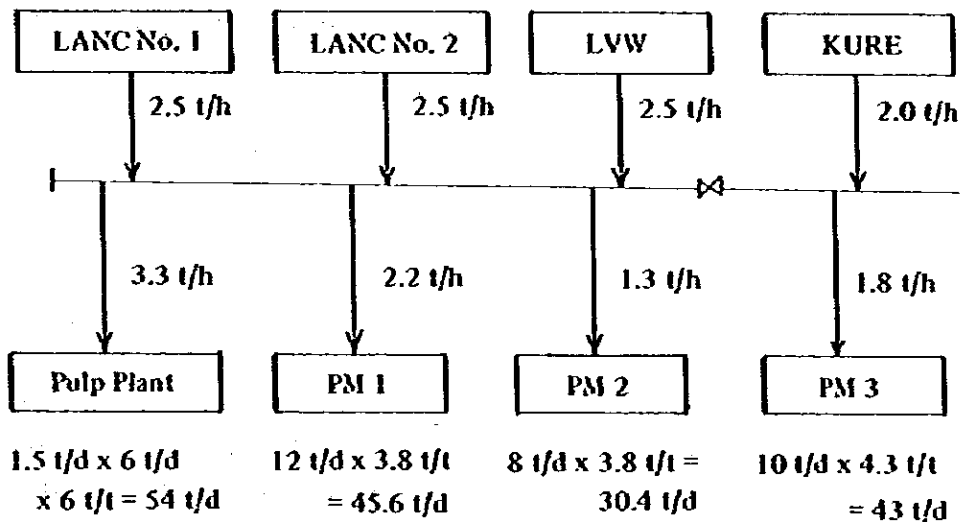 LANC No. 1
LANC No. 2
LVW
KURE
2.5 t/h
2.5 t/h
2.5 t/h
2.0 t/h
3.3 t/h
2.2 t/h
1.3 t/h
1.8 t/h
Pulp Plant
PM 1
PM 2
PM 3
1.5 t/d x 6 t/d
x 6 t/t = 54 t/d
12 t/d x 3.8 t/t
= 45.6 t/d
8 t/d x 3.8 t/t =
30.4 t/d
10 t/d x 4.3 t/t
= 43 t/d